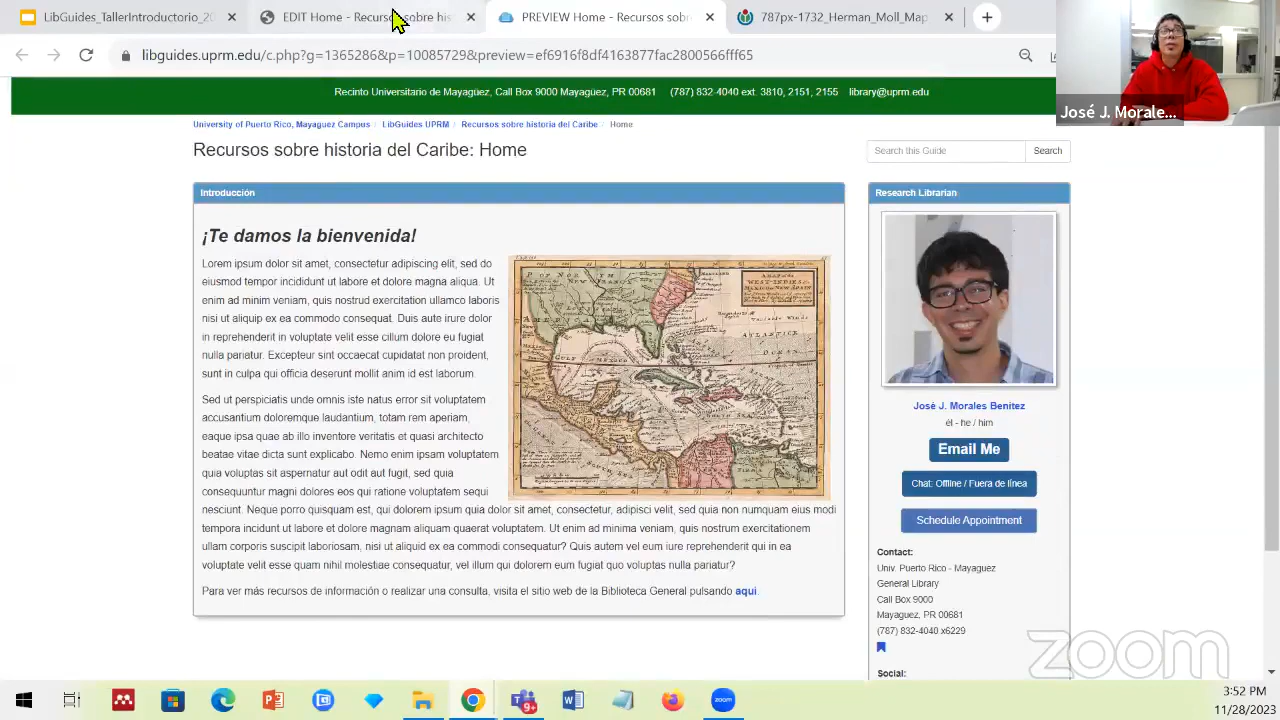 LibGuides_TallerIntroductorio_20
EDIT Home - Recursos sobre his
PREVIEW Home - Recursos sobre
787px-1732_Herman_Moll_Map
libguides.uprm.edu/c.php?g=1365286&p=10085725&preview=ef6916f8df4163877fac2800566fff65
José J. Morale...
Recinto Universitario de Mayagüez, Call Box 9000 Mayagüez, PR 00681 (787) 832-4040 ext. 3810, 2151, 2155 library@uprm.edu
University of Puerto Rico, Mayaguez Campus / LibGuides UPRM / Recursos sobre historia del Caribe / Home
Recursos sobre historia del Caribe: Home
Search this Guide Search
Introducción
¡Te damos la bienvenida!
Lorem ipsum dolor sit amet, consectetur adipiscing elit, sed do
eiusmod tempor incididunt ut labore et dolore magna aliqua. Ut
enim ad minim veniam, quis nostrud exercitation ullamco laboris
nisi ut aliquip ex ea commodo consequat. Duis aute irure dolor
in reprehenderit in voluptate velit esse cillum dolore eu fugiat
nulla pariatur. Excepteur sint occaecat cupidatat non proident,
sunt in culpa qui officia deserunt mollit anim id est laborum
Sed ut perspiciatis unde omnis iste natus error sit voluptatem
accusantium doloremque laudantium, totam rem aperiam,
eaque ipsa quae ab illo inventore veritatis et quasi architecto
beatae vitae dicta sunt explicabo. Nemo enim ipsam voluptatem
quia voluptas sit aspernatur aut odit aut fugit, sed quia
consequuntur magni dolores eos qui ratione voluptatem sequi
nesciunt. Neque porro quisquam est, qui dolorem ipsum quia dolor sit amet, consectetur, adipisci velit, sed quia non numquam eius modi
tempora incidunt ut labore et dolore magnam aliquam quaerat voluptatem. Ut enim ad minima veniam, quis nostrum exercitationem
ullam corporis suscipit laboriosam, nisi ut aliquid ex ea commodi consequatur? Quis autem vel eum iure reprehenderit qui in ea
voluptate velit esse quam nihil molestiae consequatur, vel illum qui dolorem eum fugiat quo voluptas nulla pariatur?
Para ver más recursos de información o realizar una consulta, visita el sitio web de la Biblioteca General pulsando aquí.
Research Librarian
José J. Morales Benítez
él - he / him
Email Me
Chat: Offline / Fuera de línea
Schedule Appointment
Contact:
Univ. Puerto Rico - Mayaguez
General Library
Call Box 9000
Mayaguez, PR 00681
(787) 832-4040 x6229
Social:
zoom
9+
zoom
3:52 PM
11/28/2023